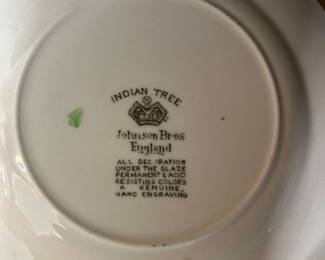 INDIAN TREE
Johnson Bros
England
ALL DECORATION
UNDER THE GLAZE
PERMANENT & ACID
RESISTING COLORS
A GENUINE,
HAND ENGRAVING